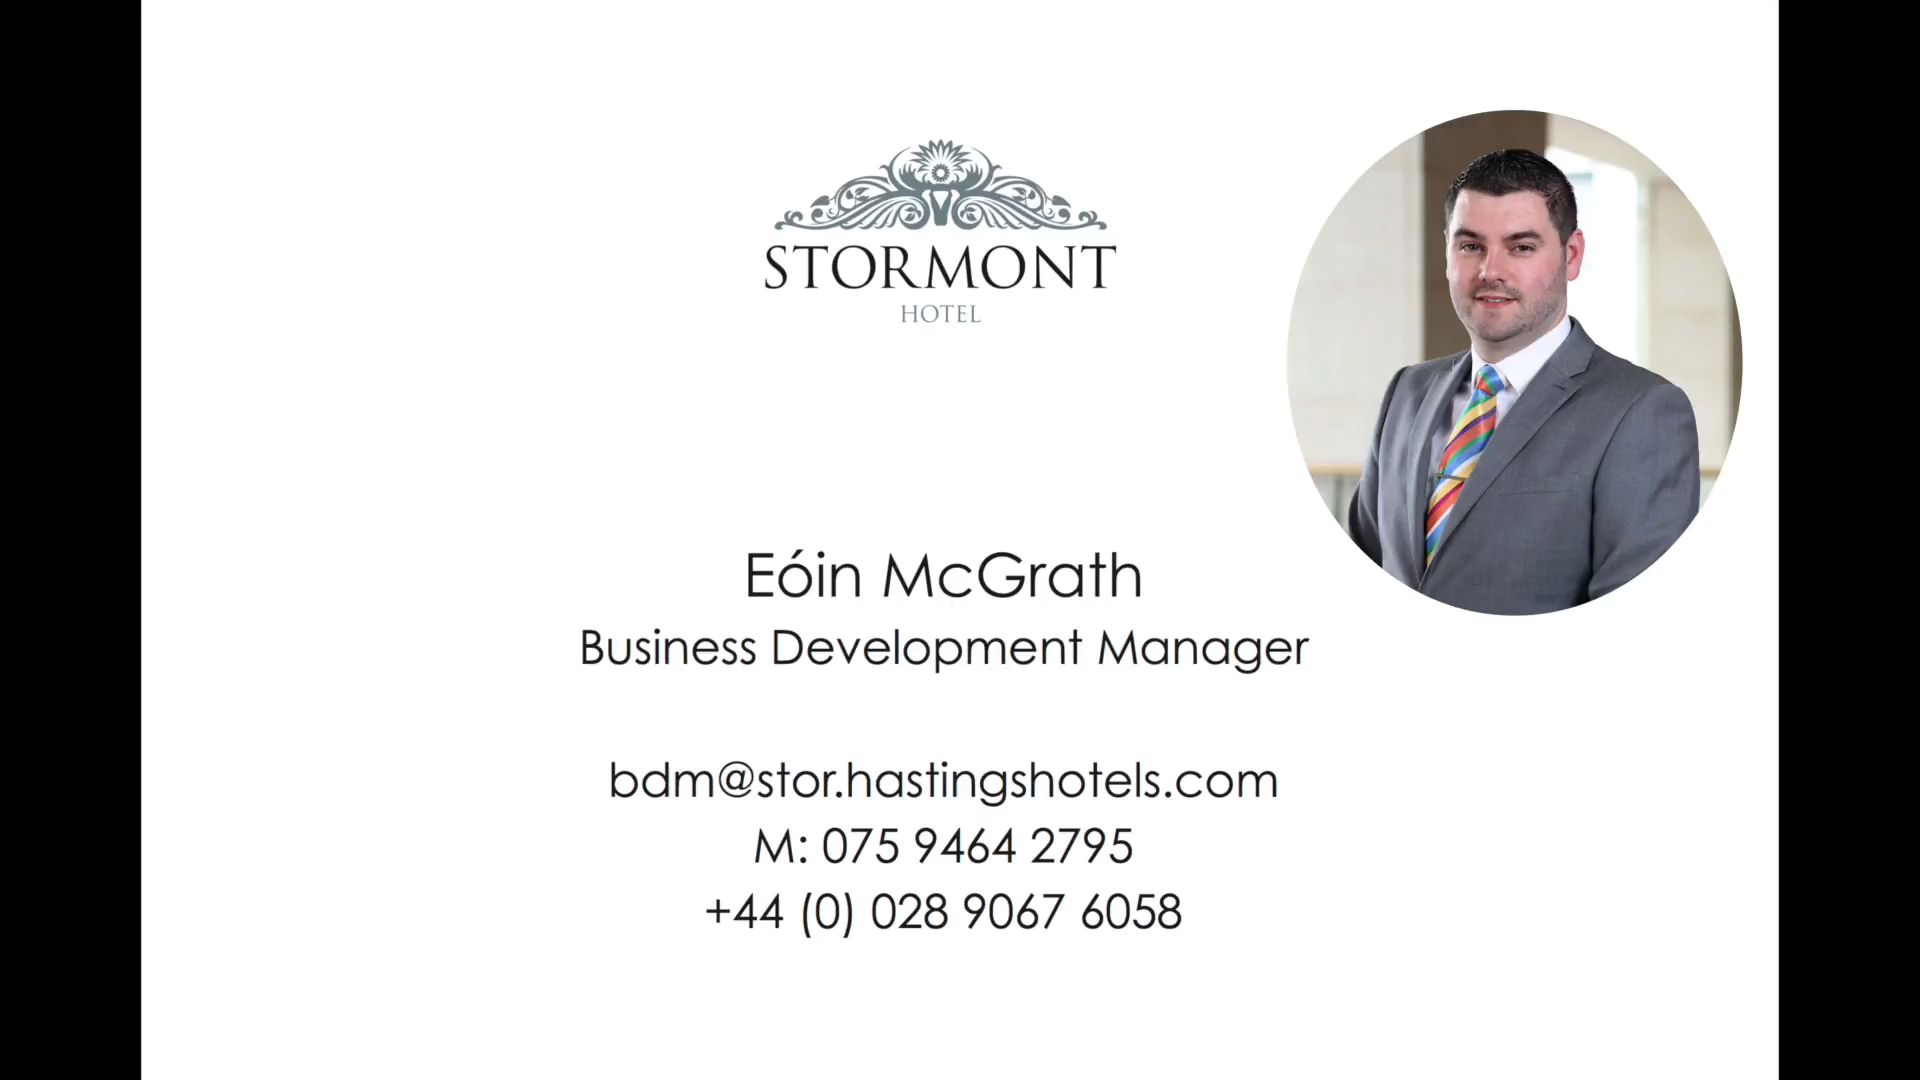 STORMONT
HOTEL
Eóin McGrath
Business Development Manager
bdm@stor.hastingshotels.com
M: 075 9464 2795
+44 (0) 028 9067 6058